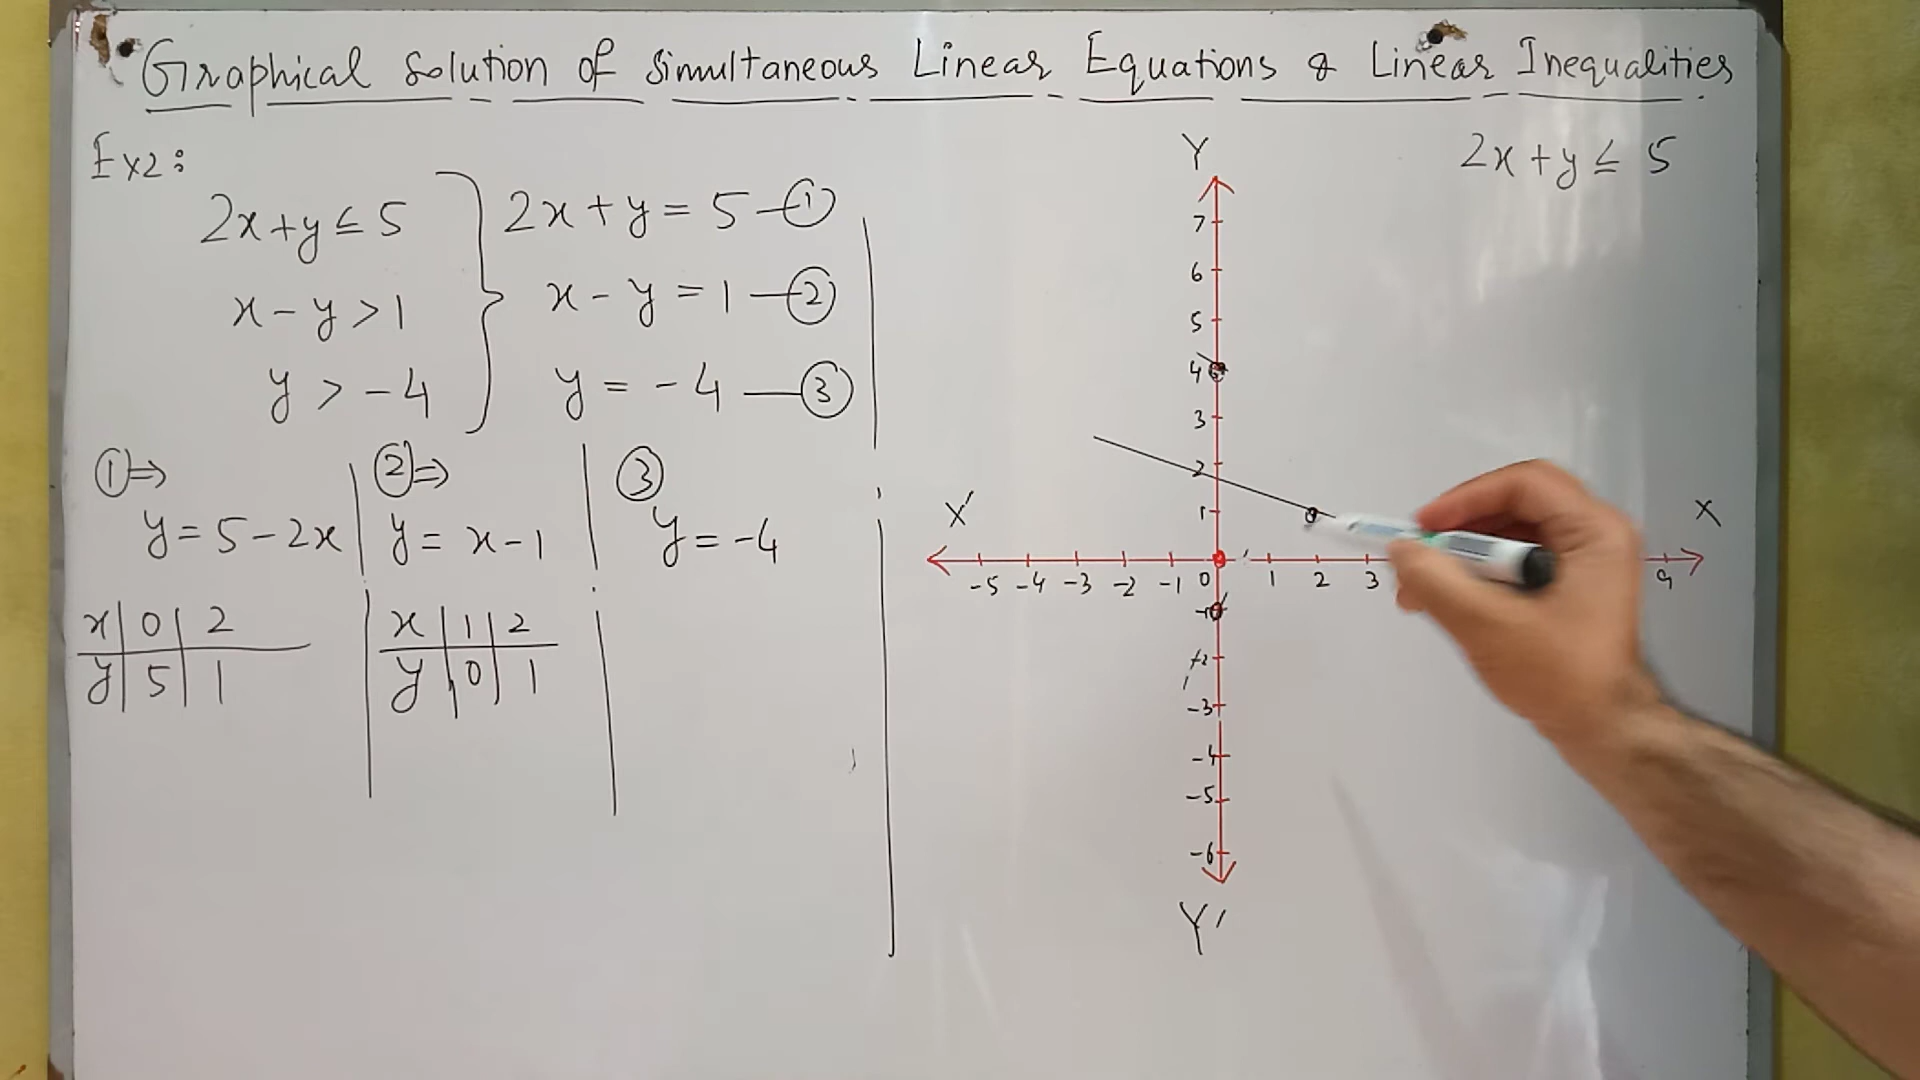 Graphical Solution of Simultaneous Linear Equations & Linear Inequalities
Ex2:
2x+y≤5
x-y>1
y>-4
2x+y=5-①
x-y=1-②
y=-4-③
①⇒
y=5-2x
x 0 2
y 5 1
②⇒
y=x-1
x 1 2
y 0 1
③
y=-4
2x+y≤5
Y
7
6
5
4
3
2
1
X' X
-5 -4 -3 -2 -1 0 1 2 3 9
-2
-3
-4
-5
-6
Y'